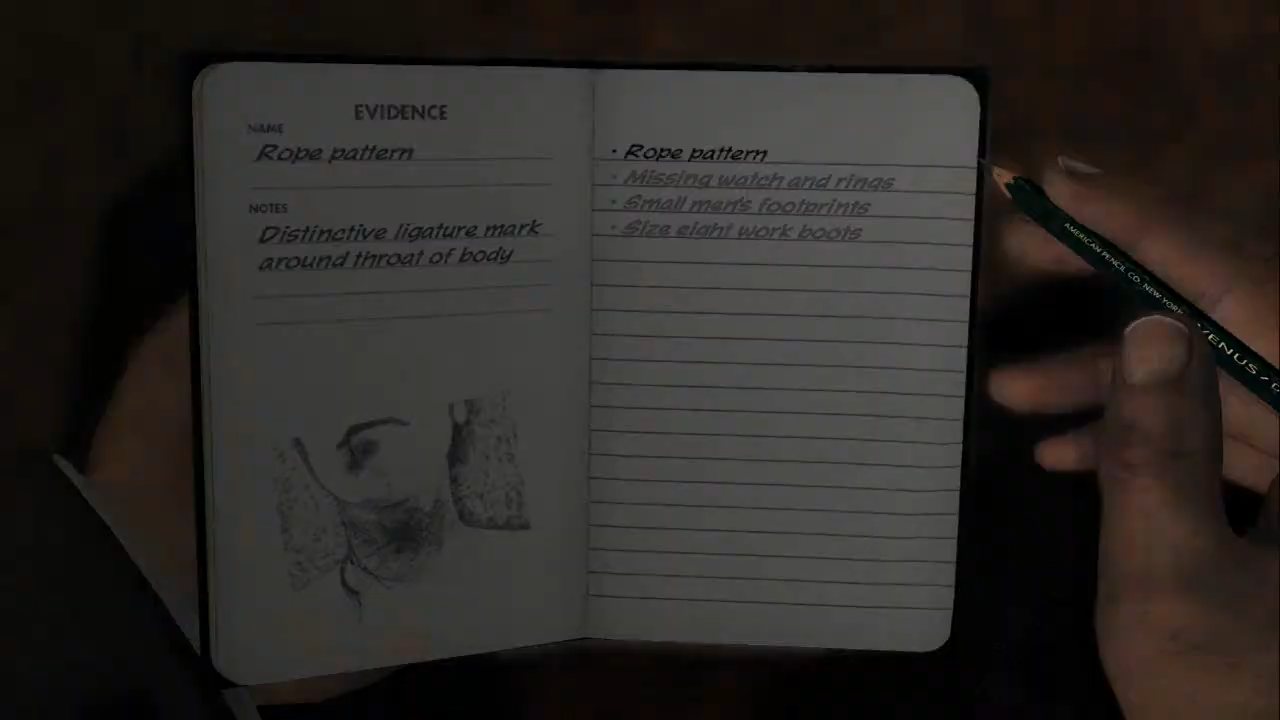 EVIDENCE
NAME
Rope pattern
NOTES
Distinctive ligature mark
around throat of body
· Rope pattern
· Missing watch and rings
· Small men's footprints
· Size eight work boots
AMERICAN PENCIL CO. NEW YORK
VENUS